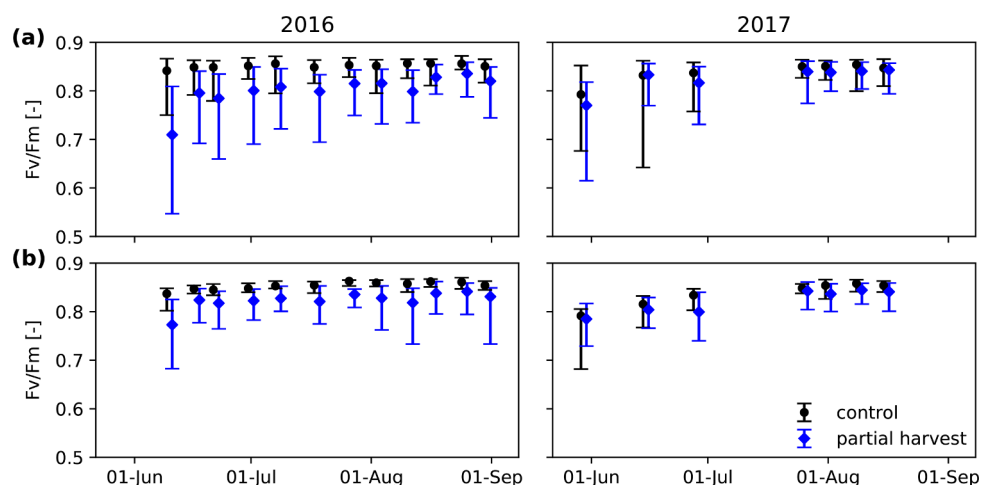 2016
2017
(a)
0.9
0.8
0.7
0.6
0.5
Fv/Fm [-]
(b)
0.9
0.8
0.7
0.6
0.5
Fv/Fm [-]
control
partial harvest
01-Jun
01-Jul
01-Aug
01-Sep
01-Jun
01-Jul
01-Aug
01-Sep